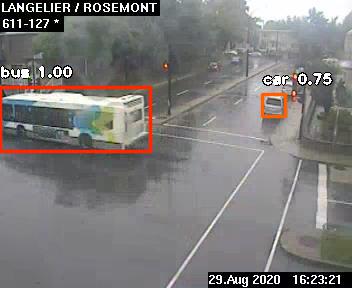 LANGELIER / ROSEMONT
611-127 *
bus 1.00
car 0.75
29.Aug 2020 16:23:21